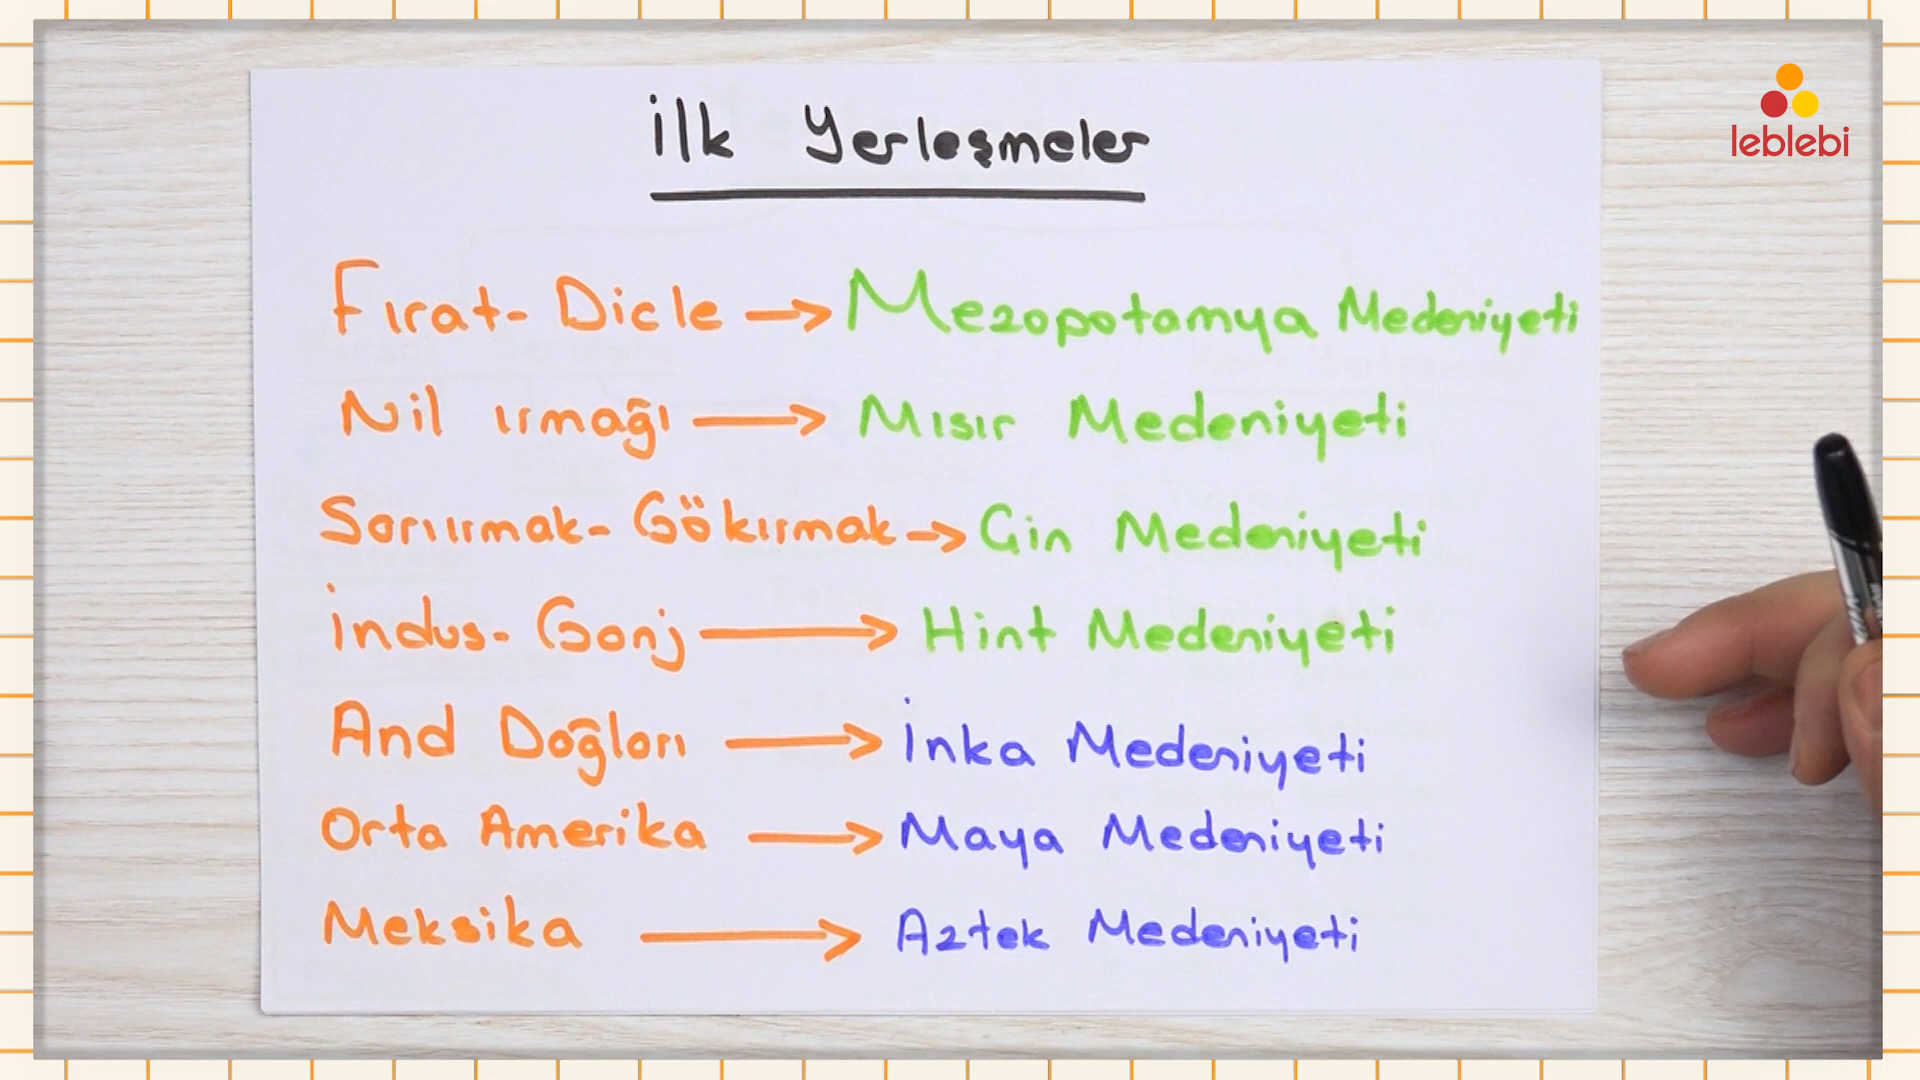 İlk Yerleşmeler
leblebi
Fırat-Dicle → Mezopotamya Medeniyeti
Nil ırmağı → Mısır Medeniyeti
Sarıırmak-Gökırmak → Çin Medeniyeti
İndus-Ganj → Hint Medeniyeti
And Dağları → İnka Medeniyeti
Orta Amerika → Maya Medeniyeti
Meksika → Aztek Medeniyeti